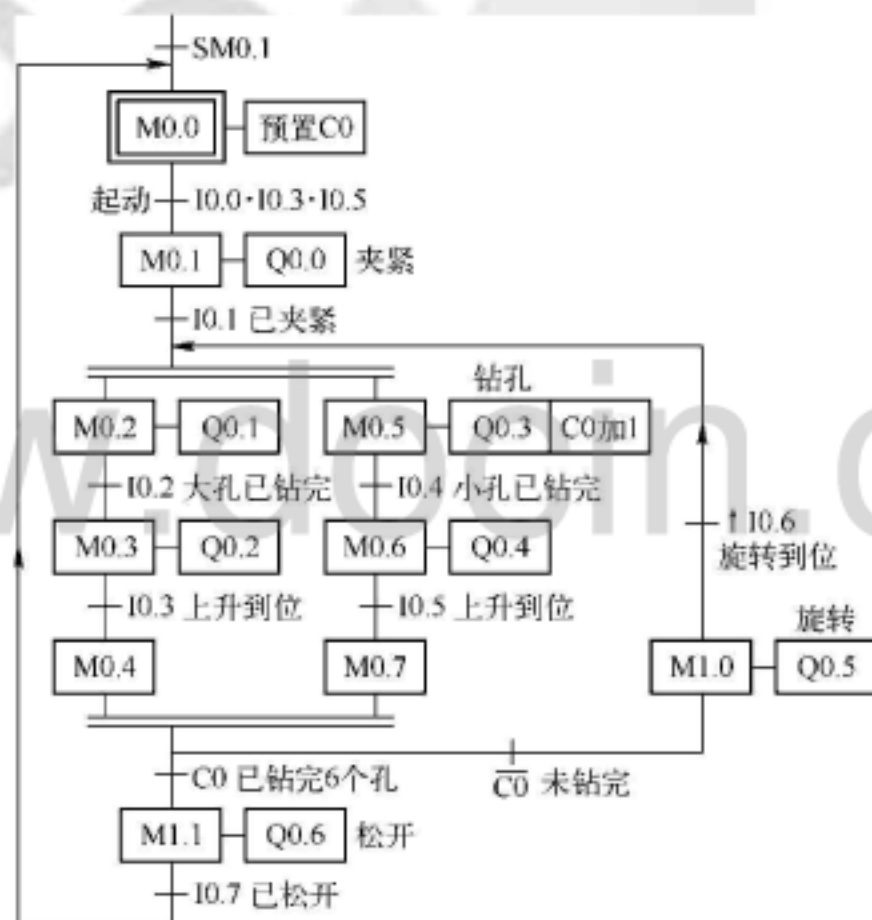 SM0.1
M0.0 预置C0
起动 I0.0·I0.3·I0.5
M0.1 Q0.0 夹紧
I0.1 已夹紧
钻孔
M0.2 Q0.1 M0.5 Q0.3 C0加1
I0.2 大孔已钻完 I0.4 小孔已钻完
↑I0.6
旋转到位
M0.3 Q0.2 M0.6 Q0.4
I0.3 上升到位 I0.5 上升到位
旋转
M0.4 M0.7 M1.0 Q0.5
C0 已钻完6个孔 C̅0̅ 未钻完
M1.1 Q0.6 松开
I0.7 已松开
w.docin.c